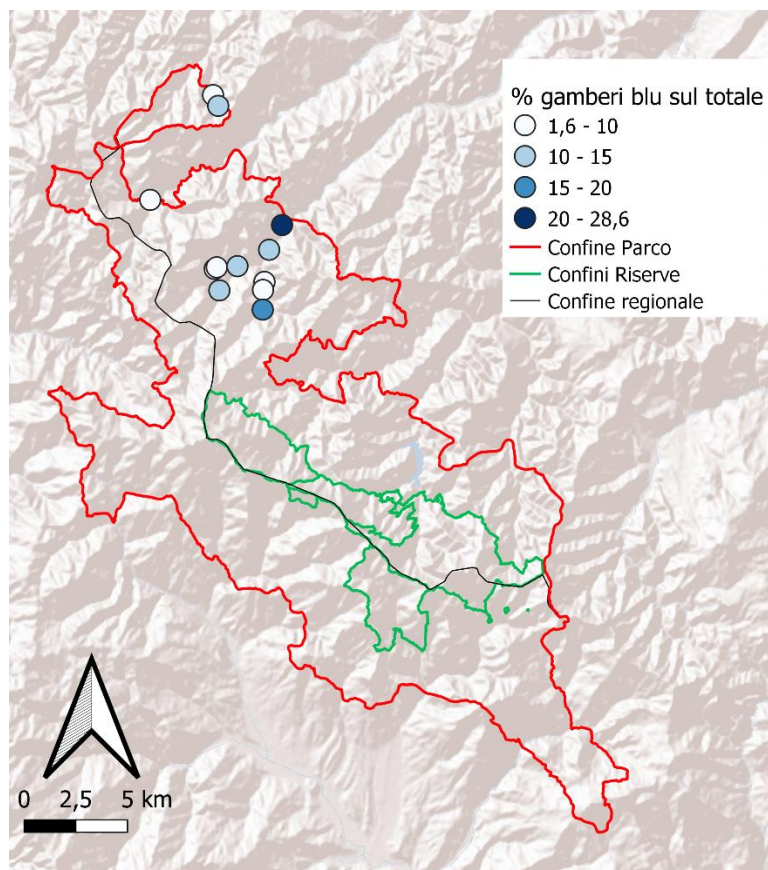 % gamberi blu sul totale
1,6 - 10
10 - 15
15 - 20
20 - 28,6
Confine Parco
Confini Riserve
Confine regionale
0 2,5 5 km